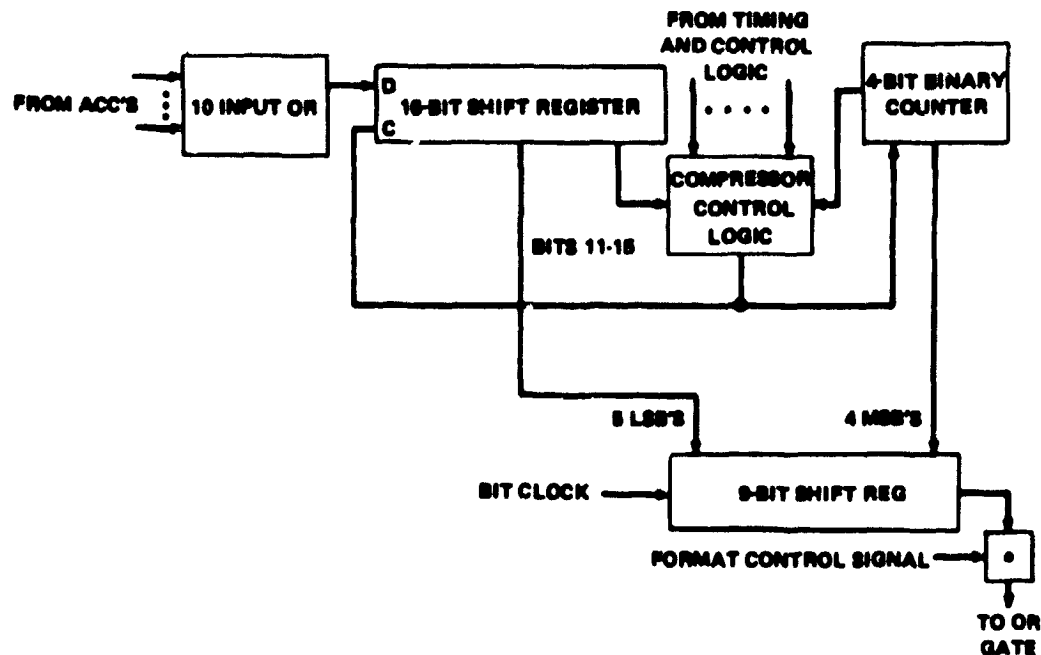 FROM TIMING
AND CONTROL
LOGIC
FROM ACC'S
10 INPUT OR
D
C
16-BIT SHIFT REGISTER
4-BIT BINARY
COUNTER
COMPRESSOR
CONTROL
LOGIC
BITS 11-15
5 LSB'S
4 MSB'S
BIT CLOCK
9-BIT SHIFT REG
FORMAT CONTROL SIGNAL
TO OR
GATE